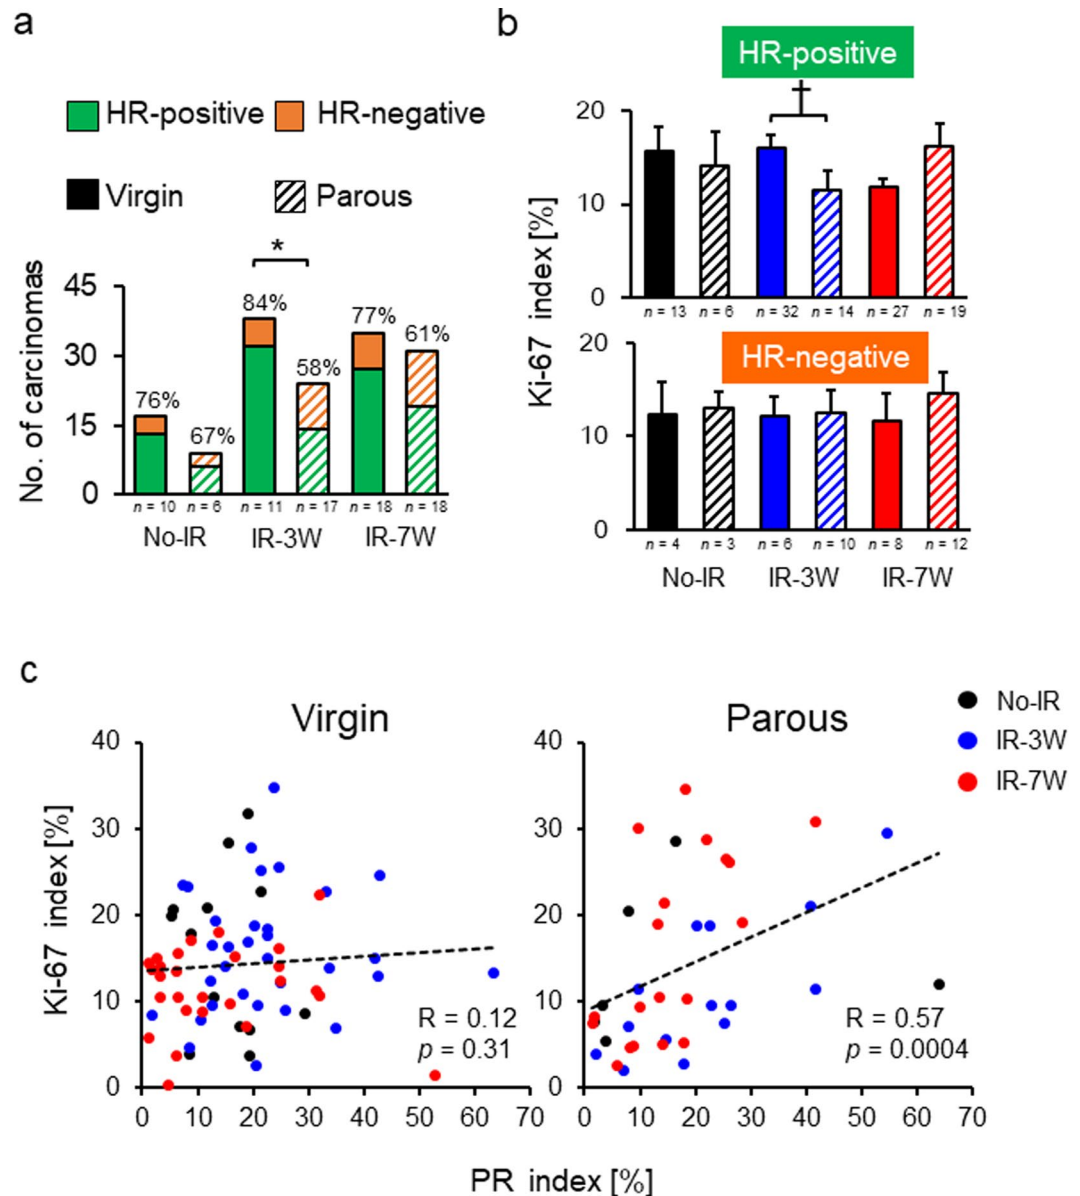 a
HR-positive HR-negative
Virgin Parous
*
No. of carcinomas
45
30
15
0
76%
67%
84%
58%
77%
61%
n = 10 n = 6 n = 11 n = 17 n = 18 n = 18
No-IR IR-3W IR-7W
b
HR-positive
†
Ki-67 index [%]
20
10
0
n = 13 n = 6 n = 32 n = 14 n = 27 n = 19
HR-negative
20
10
0
n = 4 n = 3 n = 6 n = 10 n = 8 n = 12
No-IR IR-3W IR-7W
c
Virgin
Ki-67 index [%]
40
30
20
10
0
R = 0.12
p = 0.31
0 10 20 30 40 50 60 70
Parous
40
30
20
10
0
R = 0.57
p = 0.0004
0 10 20 30 40 50 60 70
No-IR
IR-3W
IR-7W
PR index [%]